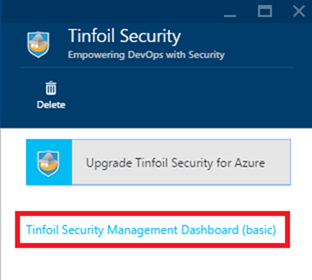 Tinfoil Security
Empowering DevOps with Security
Delete
Upgrade Tinfoil Security for Azure
Tinfoil Security Management Dashboard (basic)